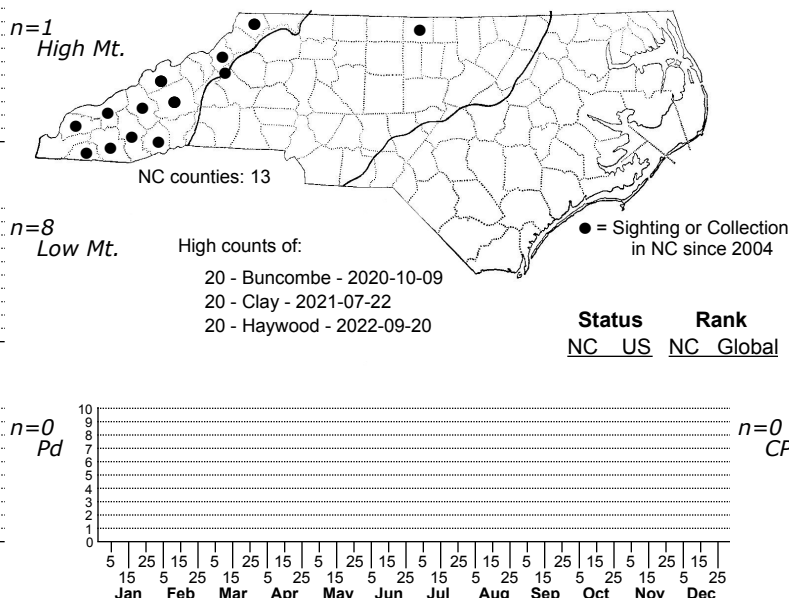 n=1
High Mt.
NC counties: 13
n=8
Low Mt.
High counts of:
20 - Buncombe - 2020-10-09
20 - Clay - 2021-07-22
20 - Haywood - 2022-09-20
● = Sighting or Collection
in NC since 2004
Status Rank
NC US NC Global
n=0
Pd
n=0
CP
10
9
8
7
6
5
4
3
2
1
0
5 25 15 5 25 15 5 25 15 5 25 15 5 25 15 5 25 15
15 5 25 15 5 25 15 5 25 15 5 25 15 5 25 15 5 25
Jan Feb Mar Apr May Jun Jul Aug Sep Oct Nov Dec